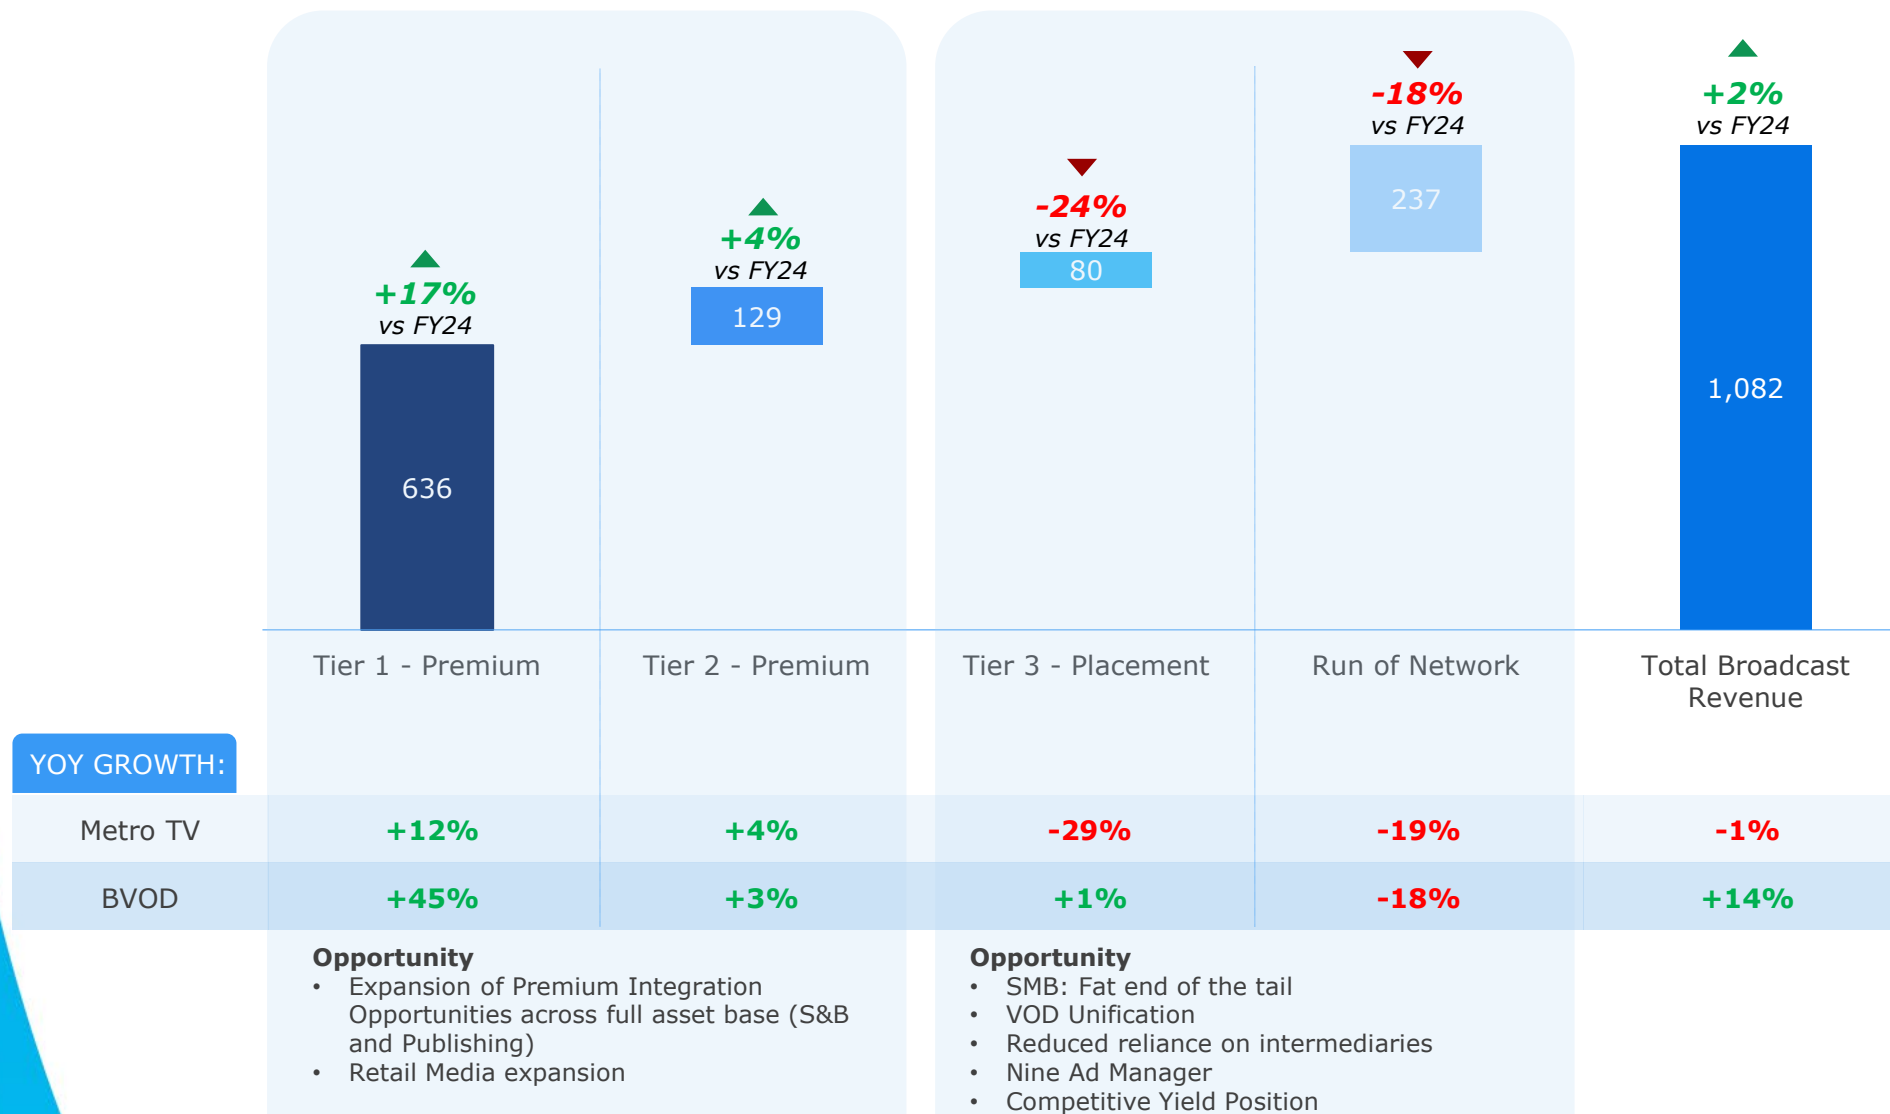 +17%
vs FY24
636
+4%
vs FY24
129
-24%
vs FY24
80
-18%
vs FY24
237
+2%
vs FY24
1,082
Tier 1 - Premium
Tier 2 - Premium
Tier 3 - Placement
Run of Network
Total Broadcast
Revenue
YOY GROWTH:
Metro TV +12% +4% -29% -19% -1%
BVOD +45% +3% +1% -18% +14%
Opportunity
• Expansion of Premium Integration
Opportunities across full asset base (S&B
and Publishing)
• Retail Media expansion
Opportunity
• SMB: Fat end of the tail
• VOD Unification
• Reduced reliance on intermediaries
• Nine Ad Manager
• Competitive Yield Position